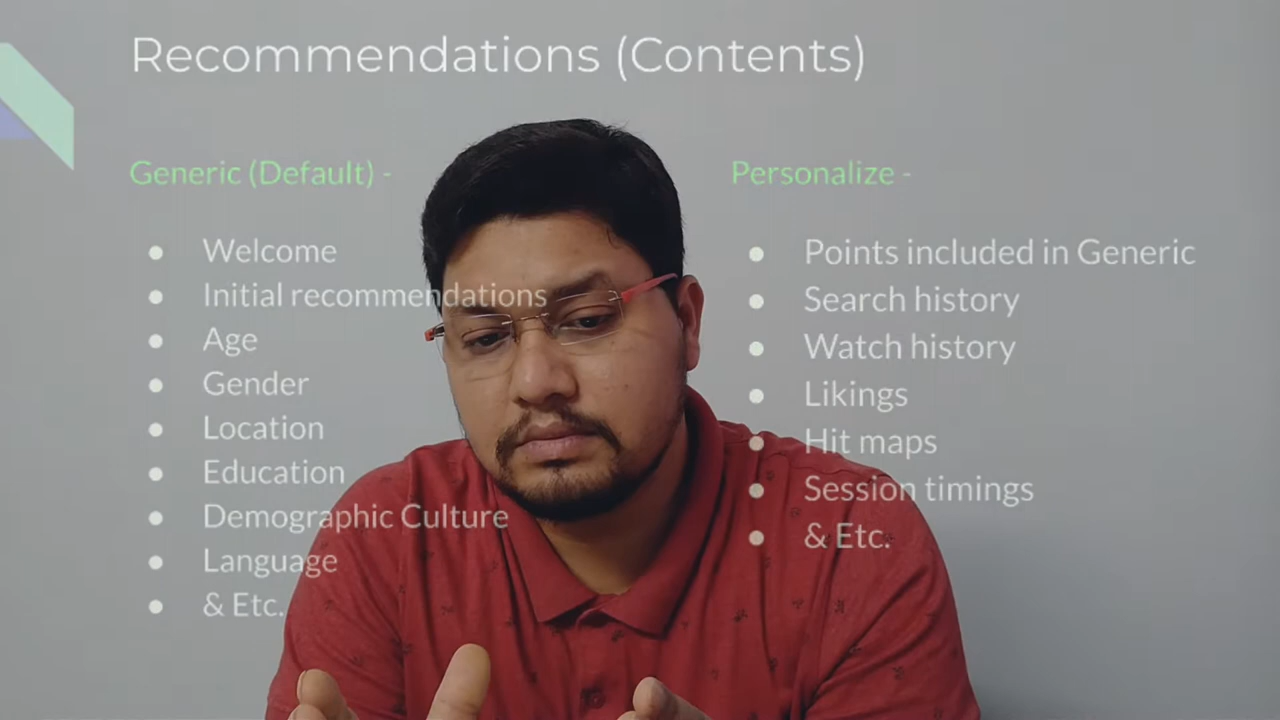 Recommendations (Contents)
Generic (Default) -
Welcome
Initial recommendations
Age
Gender
Location
Education
Demographic Culture
Language
& Etc.
Personalize -
Points included in Generic
Search history
Watch history
Likings
Hit maps
Session timings
& Etc.